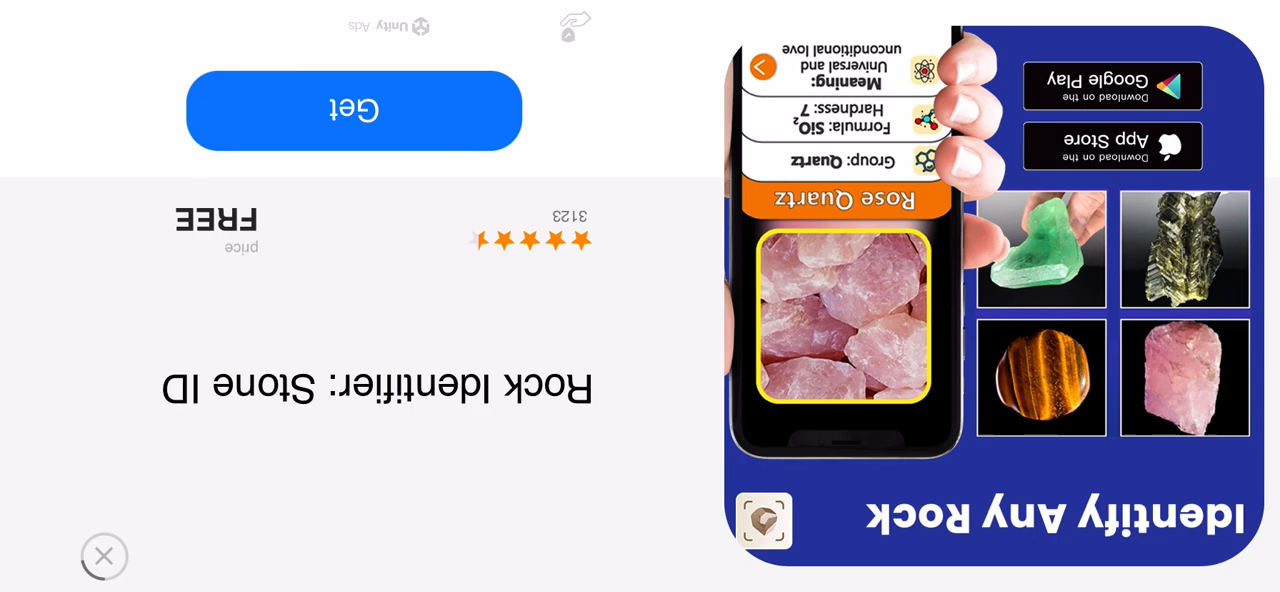 Identify Any Rock
Download on the
App Store
Download on the
Google Play
Rose Quartz
Group: Quartz
Formula: SiO₂
Hardness: 7
Meaning:
Universal and
unconditional love
Rock Identifier: Stone ID
3123
price
FREE
Get
Unity Ads